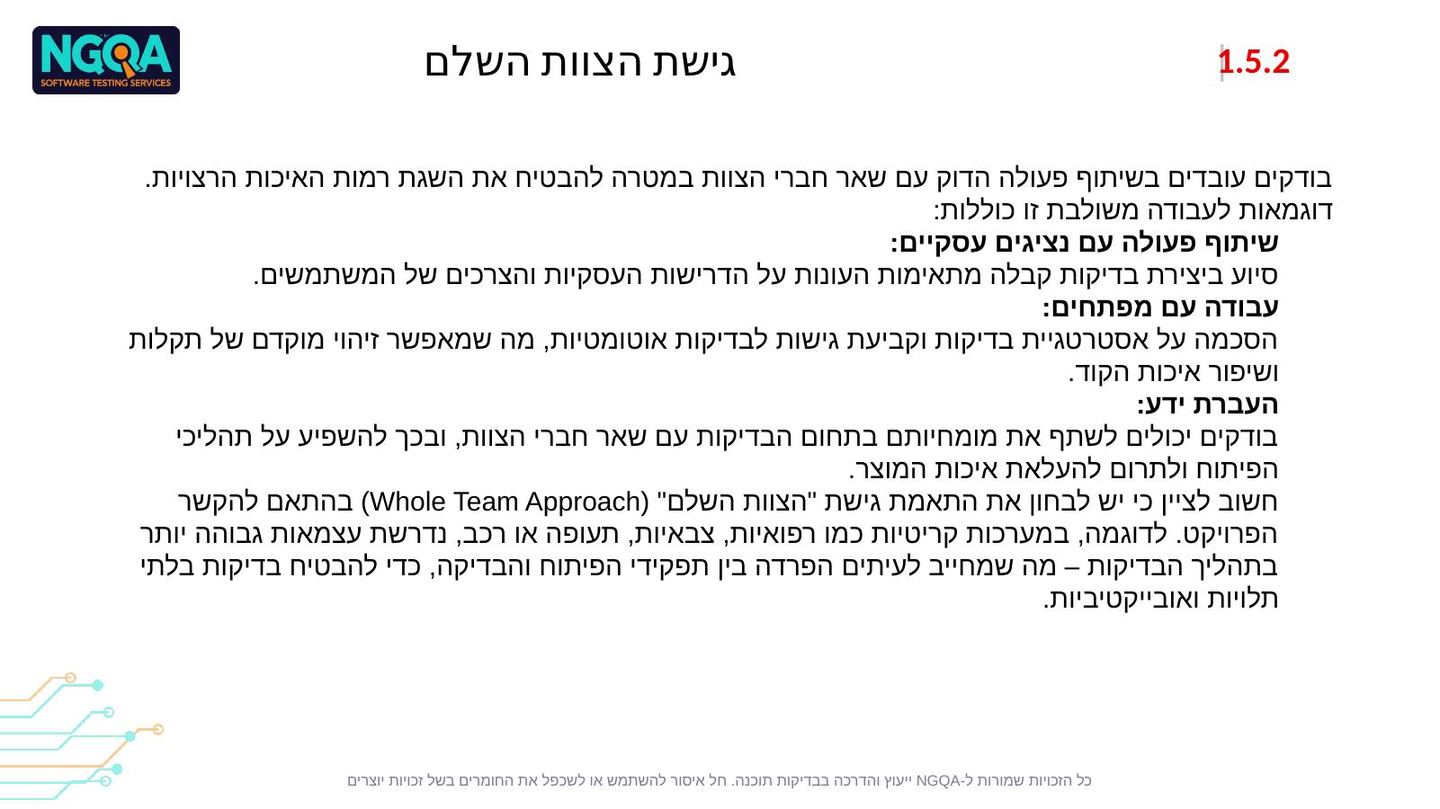 NGQA
SOFTWARE TESTING SERVICES
גישת הצוות השלם
1.5.2
בודקים עובדים בשיתוף פעולה הדוק עם שאר חברי הצוות במטרה להבטיח את השגת רמות האיכות הרצויות.
דוגמאות לעבודה משולבת זו כוללות:
שיתוף פעולה עם נציגים עסקיים:
סיוע ביצירת בדיקות קבלה מתאימות העונות על הדרישות העסקיות והצרכים של המשתמשים.
עבודה עם מפתחים:
הסכמה על אסטרטגיית בדיקות וקביעת גישות לבדיקות אוטומטיות, מה שמאפשר זיהוי מוקדם של תקלות
ושיפור איכות הקוד.
העברת ידע:
בודקים יכולים לשתף את מומחיותם בתחום הבדיקות עם שאר חברי הצוות, ובכך להשפיע על תהליכי
הפיתוח ולתרום להעלאת איכות המוצר.
חשוב לציין כי יש לבחון את התאמת גישת "הצוות השלם" (Whole Team Approach) בהתאם להקשר
הפרויקט. לדוגמה, במערכות קריטיות כמו רפואיות, צבאיות, תעופה או רכב, נדרשת עצמאות גבוהה יותר
בתהליך הבדיקות – מה שמחייב לעיתים הפרדה בין תפקידי הפיתוח והבדיקה, כדי להבטיח בדיקות בלתי
תלויות ואובייקטיביות.
כל הזכויות שמורות ל-NGQA ייעוץ והדרכה בבדיקות תוכנה. חל איסור להשתמש או לשכפל את החומרים בשל זכויות יוצרים